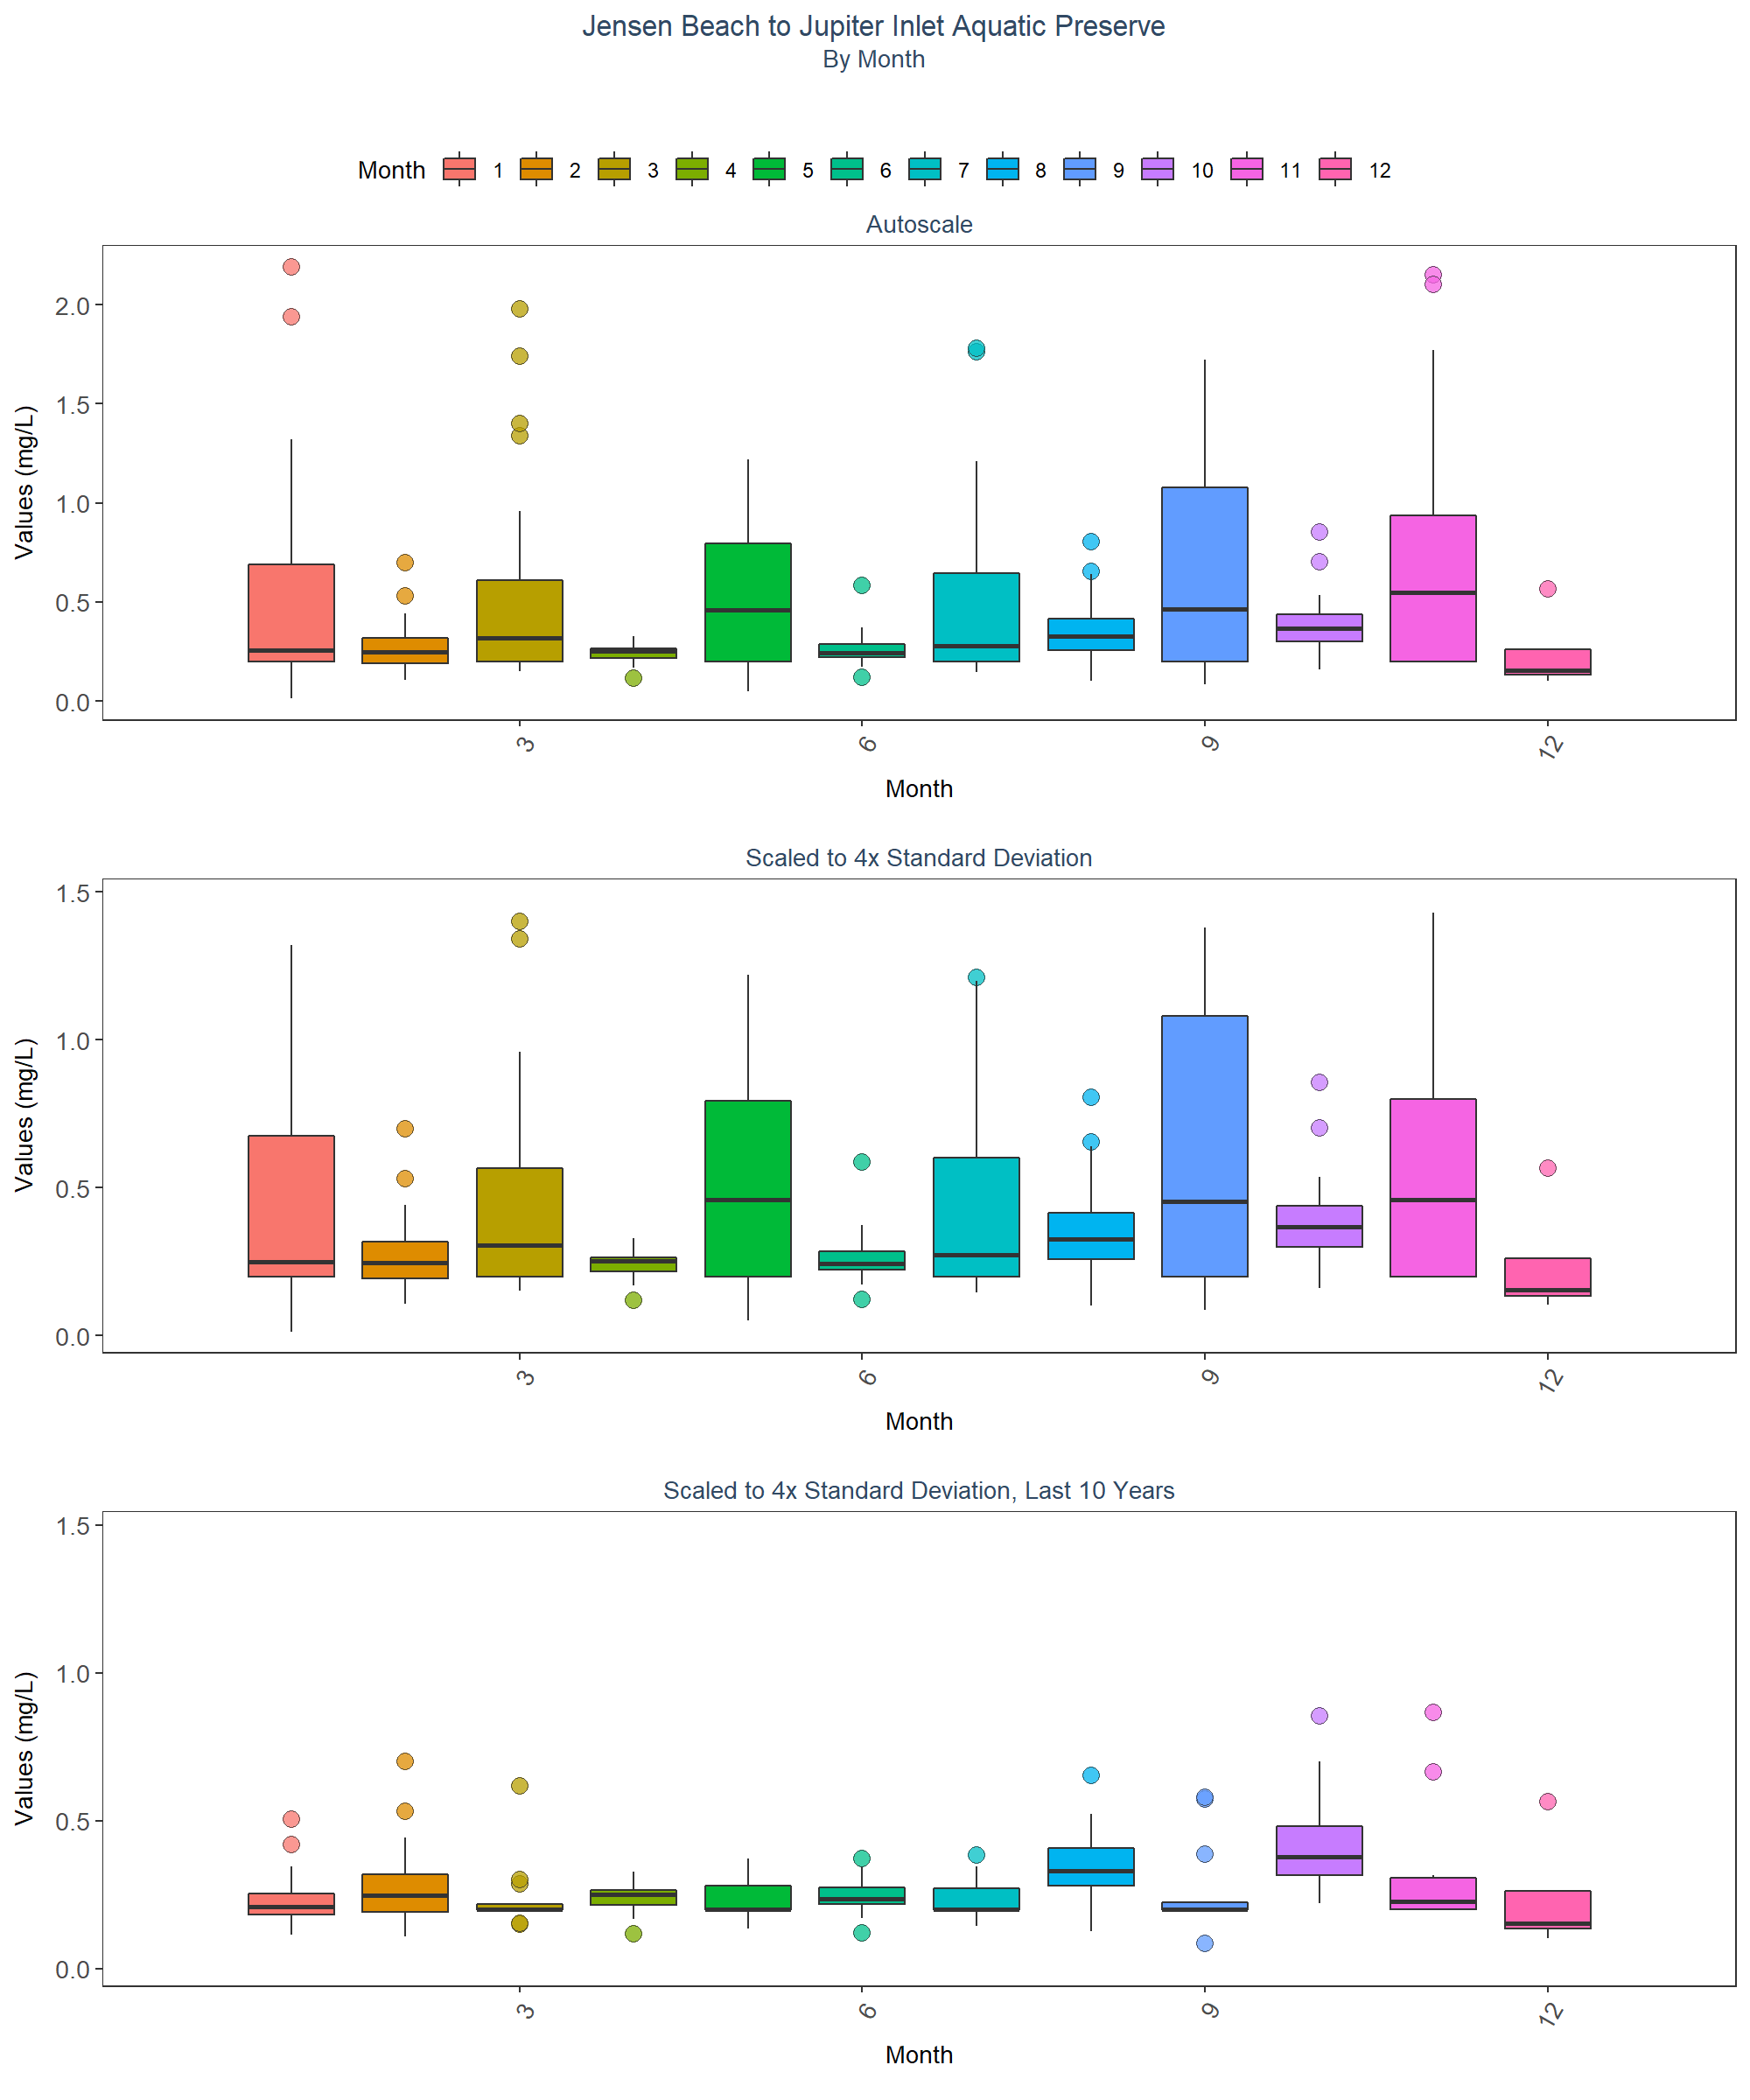 Jensen Beach to Jupiter Inlet Aquatic Preserve
By Month
Month 1 2 3 4 5 6 7 8 9 10 11 12
Autoscale
Values (mg/L)
2.0
1.5
1.0
0.5
0.0
3 6 9 12
Month
Scaled to 4x Standard Deviation
Values (mg/L)
1.5
1.0
0.5
0.0
3 6 9 12
Month
Scaled to 4x Standard Deviation, Last 10 Years
Values (mg/L)
1.5
1.0
0.5
0.0
3 6 9 12
Month